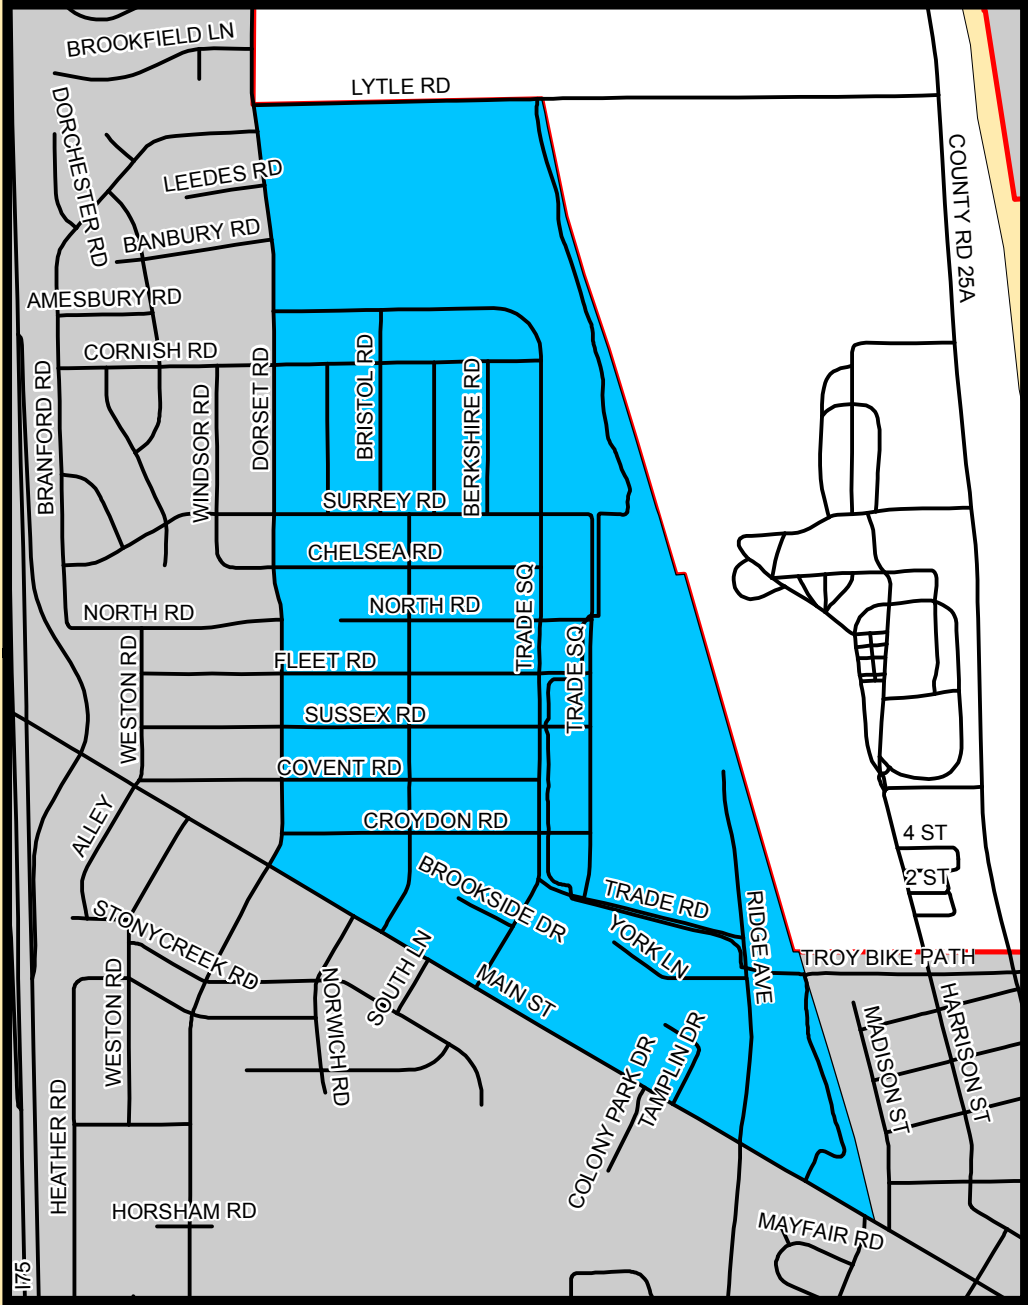 BROOKFIELD LN
LYTLE RD
DORCHESTER RD
COUNTY RD 25A
LEEDES RD
BANBURY RD
AMESBURY RD
CORNISH RD
BRANFORD RD
WINDSOR RD
DORSET RD
BRISTOL RD
BERKSHIRE RD
SURREY RD
CHELSEA RD
NORTH RD
NORTH RD
TRADE SQ
TRADE SQ
WESTON RD
FLEET RD
SUSSEX RD
COVENT RD
CROYDON RD
ALLEY
4 ST
2 ST
BROOKSIDE DR
TRADE RD
RIDGE AVE
YORK LN
STONYCREEK RD
SOUTH LN
MAIN ST
TROY BIKE PATH
WESTON RD
NORWICH RD
MADISON ST
HARRISON ST
COLONY PARK DR
TAMPLIN DR
HEATHER RD
HORSHAM RD
MAYFAIR RD
I75